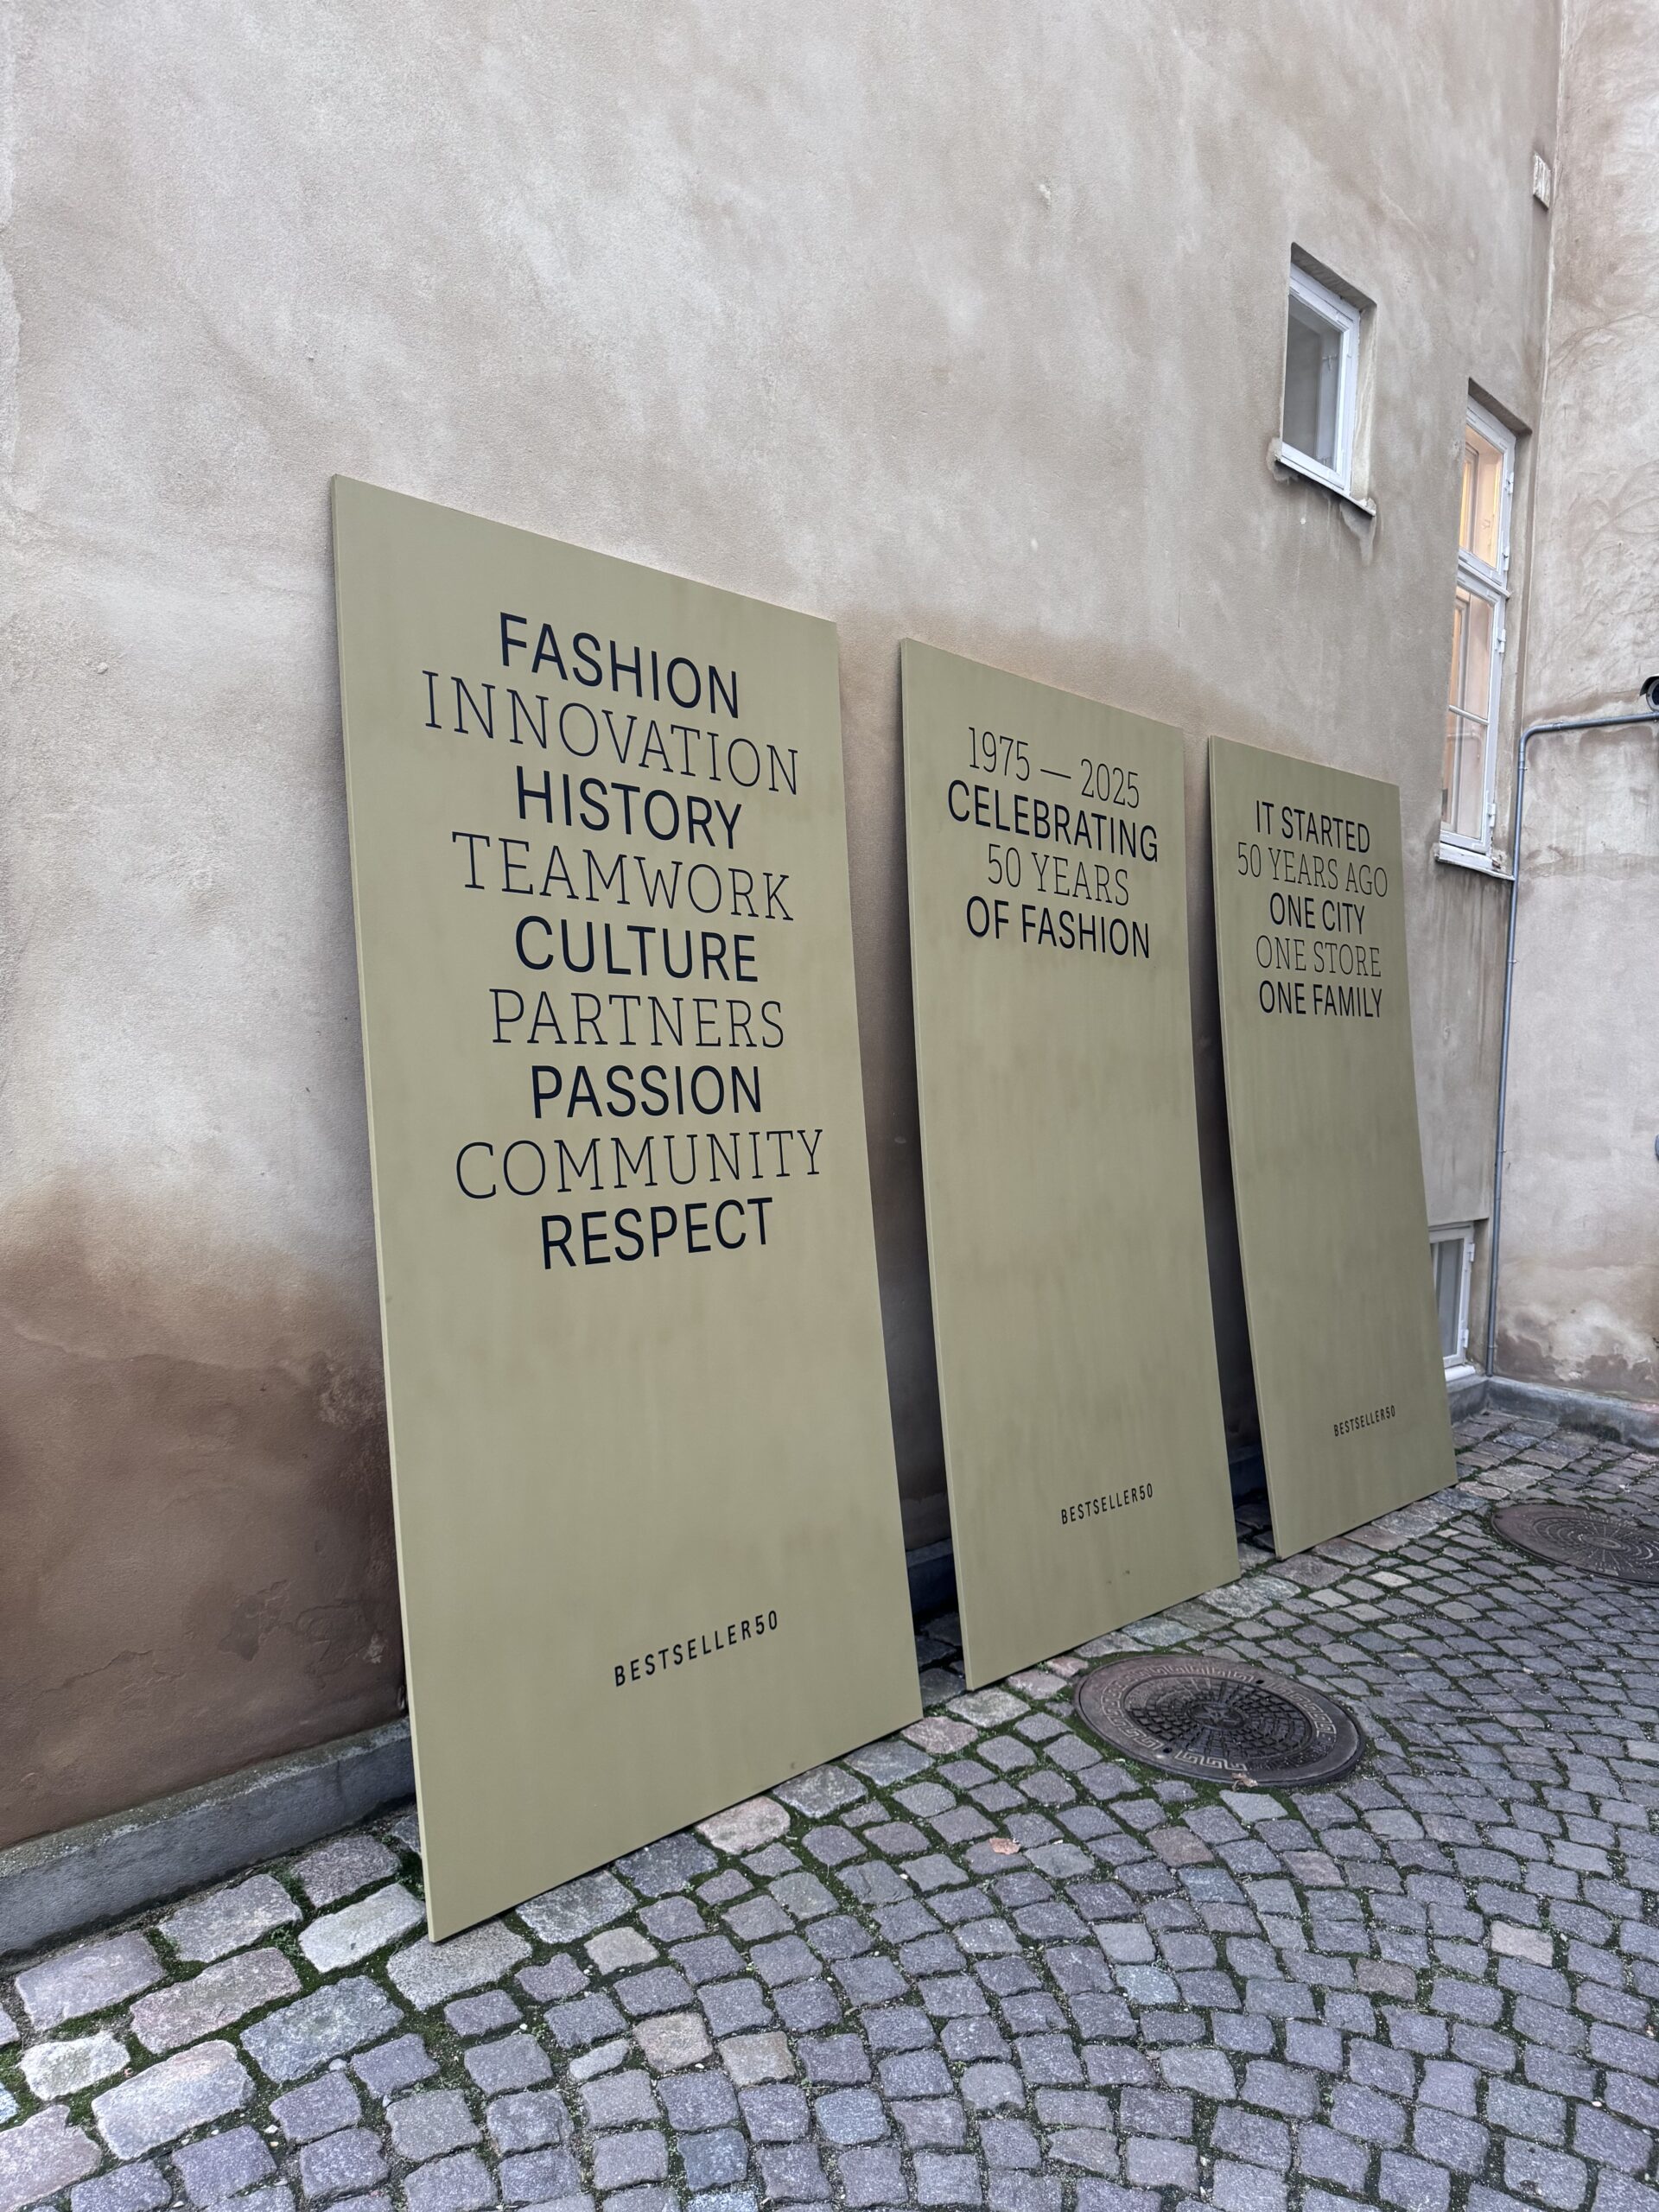 FASHION
INNOVATION
HISTORY
TEAMWORK
CULTURE
PARTNERS
PASSION
COMMUNITY
RESPECT
BESTSELLER50
1975 — 2025
CELEBRATING
50 YEARS
OF FASHION
BESTSELLER50
IT STARTED
50 YEARS AGO
ONE CITY
ONE STORE
ONE FAMILY
BESTSELLER50